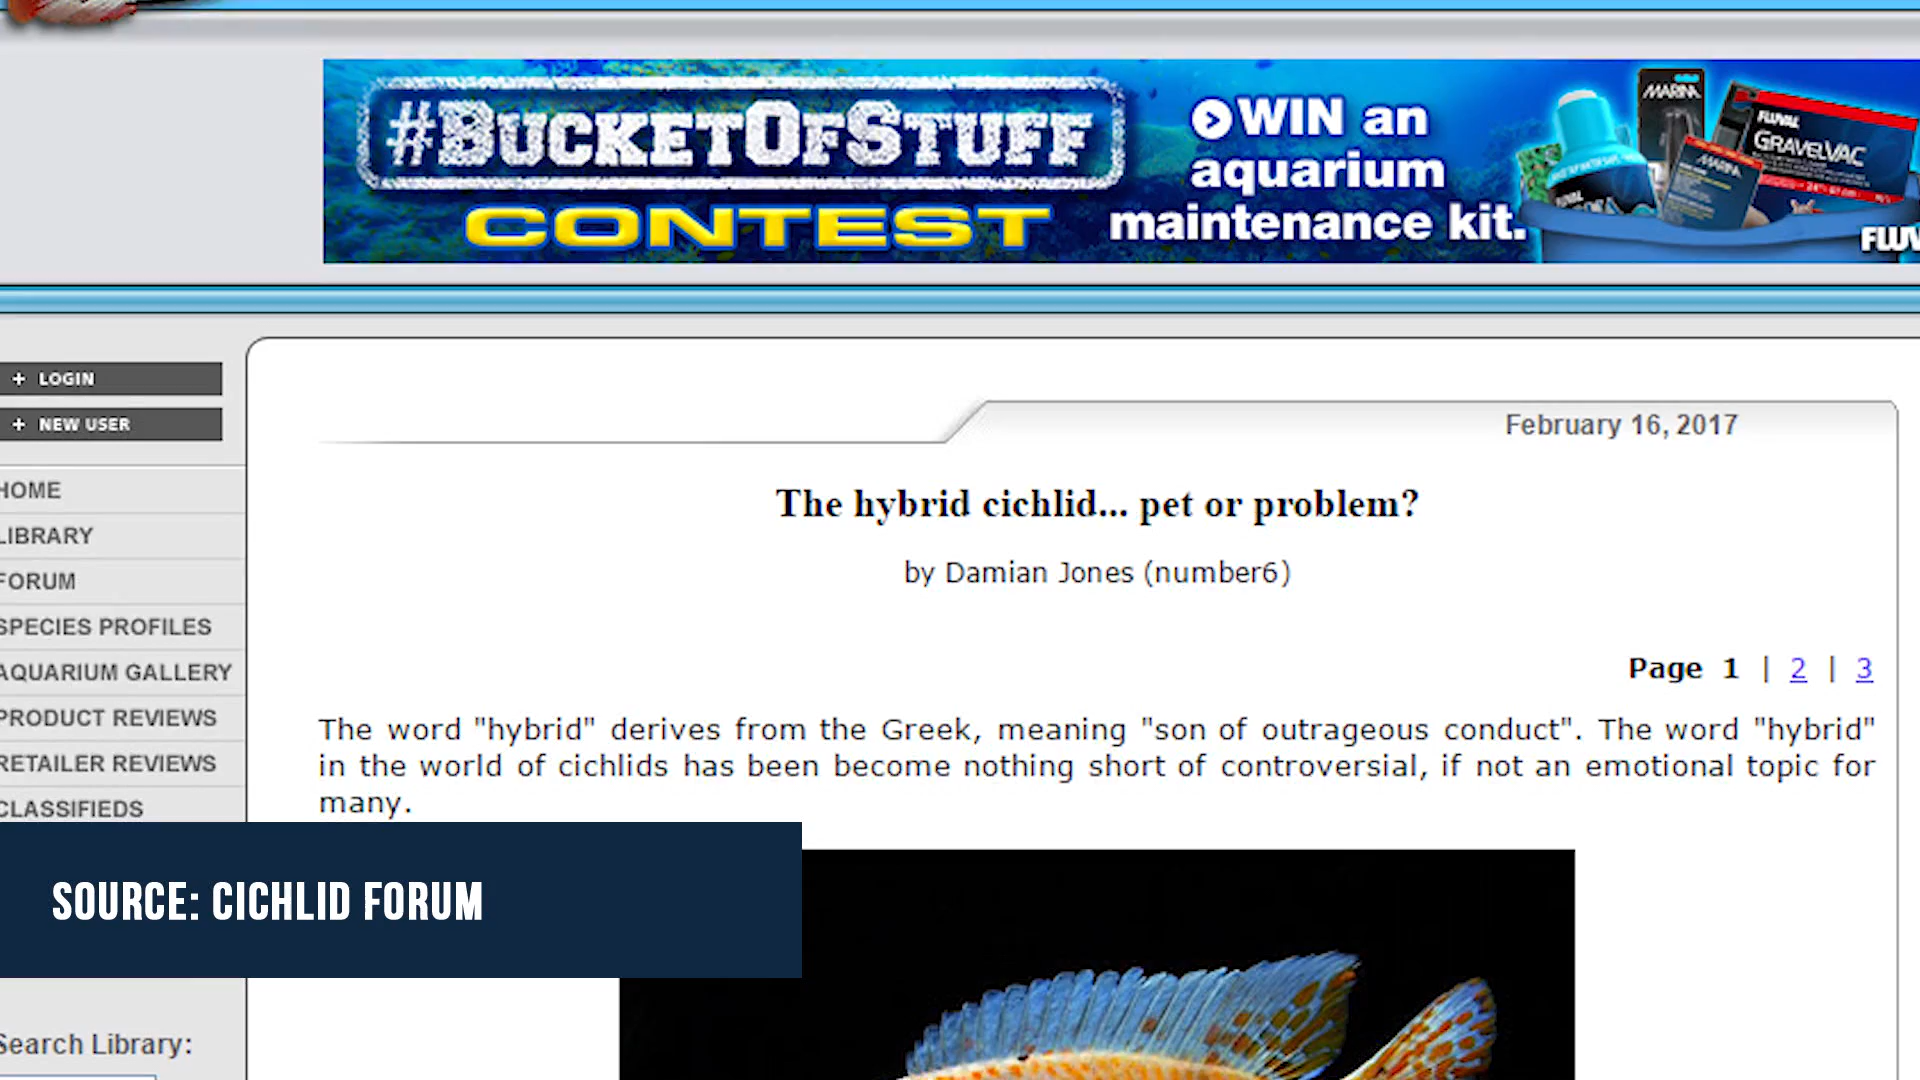 #BUCKETOFSTUFF
CONTEST
WIN an
aquarium
maintenance kit.
MARINA
FLUVAL
GRAVELVAC
MARINA
FLUVAL
+ LOGIN
+ NEW USER
HOME
LIBRARY
FORUM
SPECIES PROFILES
AQUARIUM GALLERY
PRODUCT REVIEWS
RETAILER REVIEWS
CLASSIFIEDS
Search Library:
February 16, 2017
The hybrid cichlid... pet or problem?
by Damian Jones (number6)
Page 1 | 2 | 3
The word "hybrid" derives from the Greek, meaning "son of outrageous conduct". The word "hybrid"
in the world of cichlids has been become nothing short of controversial, if not an emotional topic for
many.
SOURCE: CICHLID FORUM